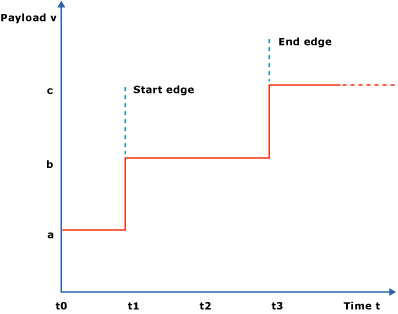 Payload v
End edge
c
Start edge
b
a
t0
t1
t2
t3
Time t